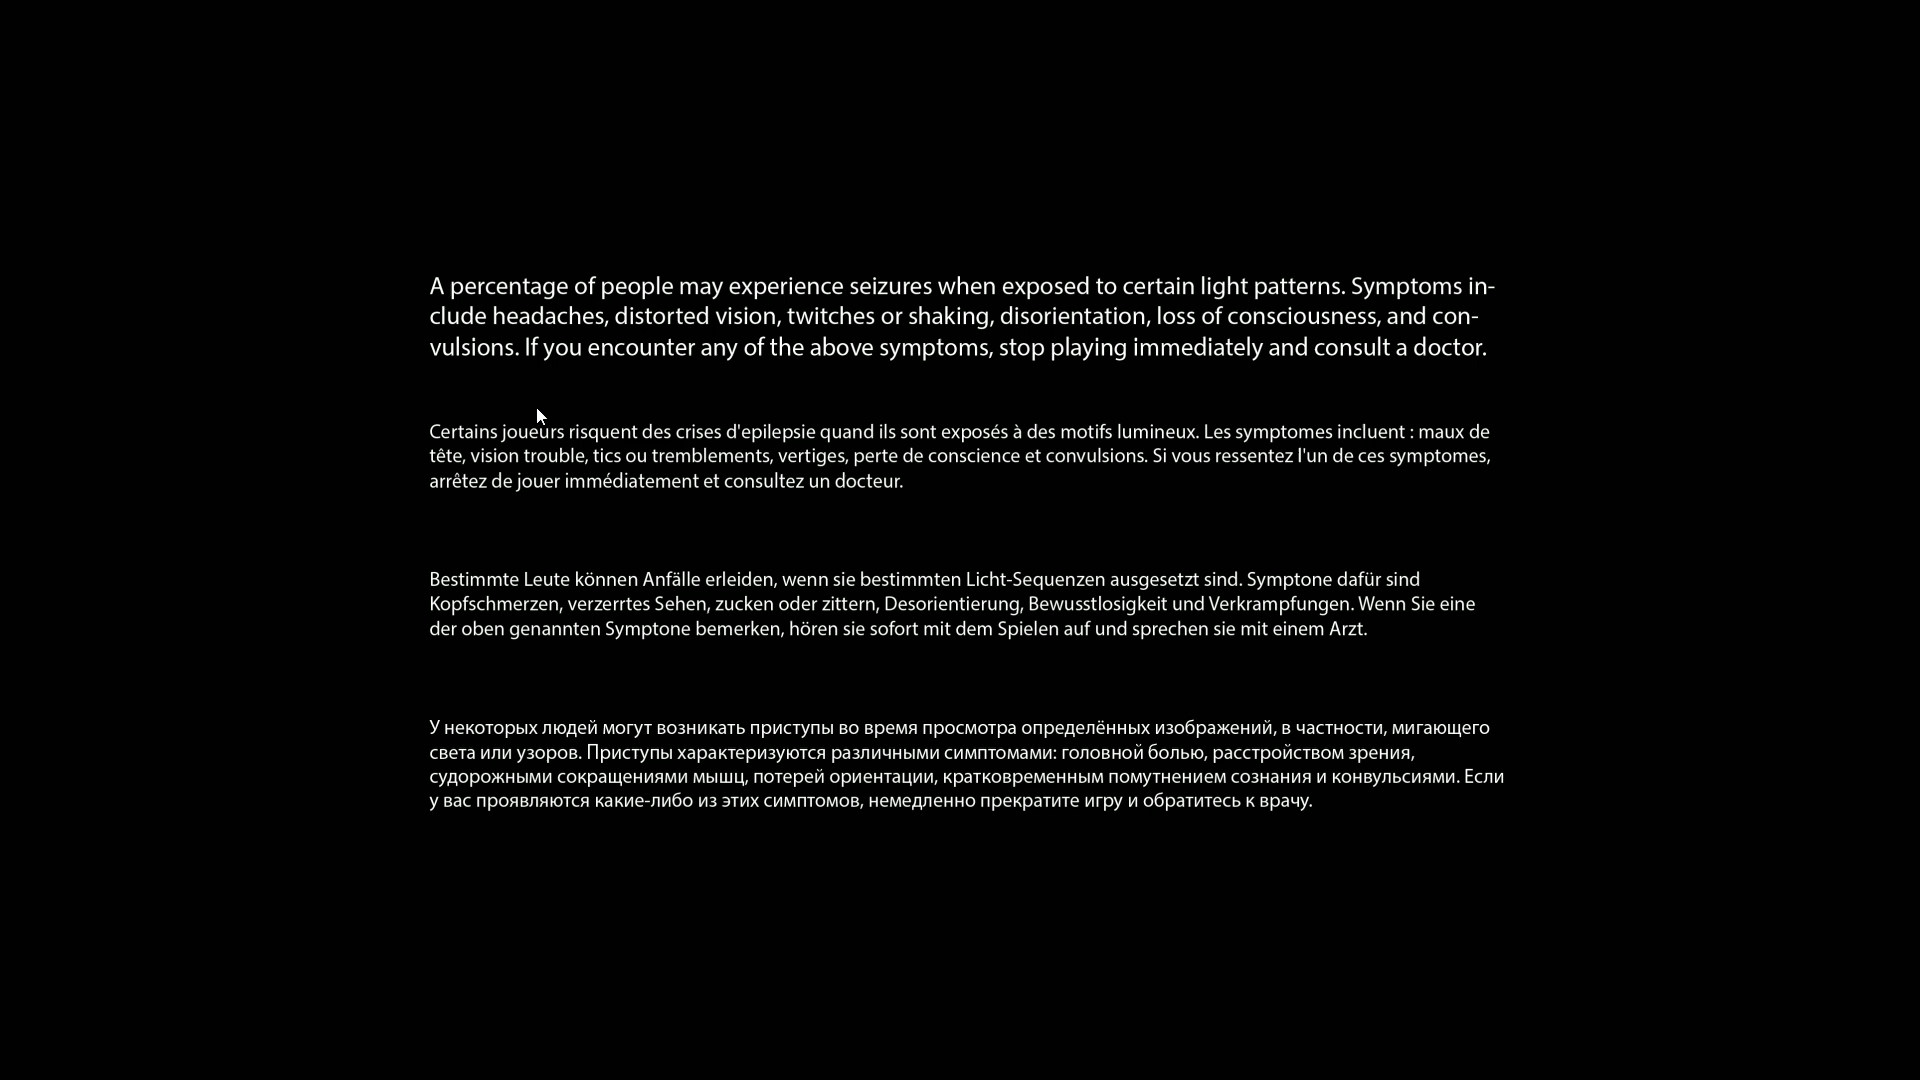 A percentage of people may experience seizures when exposed to certain light patterns. Symptoms in-
clude headaches, distorted vision, twitches or shaking, disorientation, loss of consciousness, and con-
vulsions. If you encounter any of the above symptoms, stop playing immediately and consult a doctor.
Certains joueurs risquent des crises d'epilepsie quand ils sont exposés à des motifs lumineux. Les symptomes incluent : maux de
tête, vision trouble, tics ou tremblements, vertiges, perte de conscience et convulsions. Si vous ressentez l'un de ces symptomes,
arrêtez de jouer immédiatement et consultez un docteur.
Bestimmte Leute können Anfälle erleiden, wenn sie bestimmten Licht-Sequenzen ausgesetzt sind. Symptone dafür sind
Kopfschmerzen, verzerrtes Sehen, zucken oder zittern, Desorientierung, Bewusstlosigkeit und Verkrampfungen. Wenn Sie eine
der oben genannten Symptone bemerken, hören sie sofort mit dem Spielen auf und sprechen sie mit einem Arzt.
У некоторых людей могут возникать приступы во время просмотра определённых изображений, в частности, мигающего
света или узоров. Приступы характеризуются различными симптомами: головной болью, расстройством зрения,
судорожными сокращениями мышц, потерей ориентации, кратковременным помутнением сознания и конвульсиями. Если
у вас проявляются какие-либо из этих симптомов, немедленно прекратите игру и обратитесь к врачу.